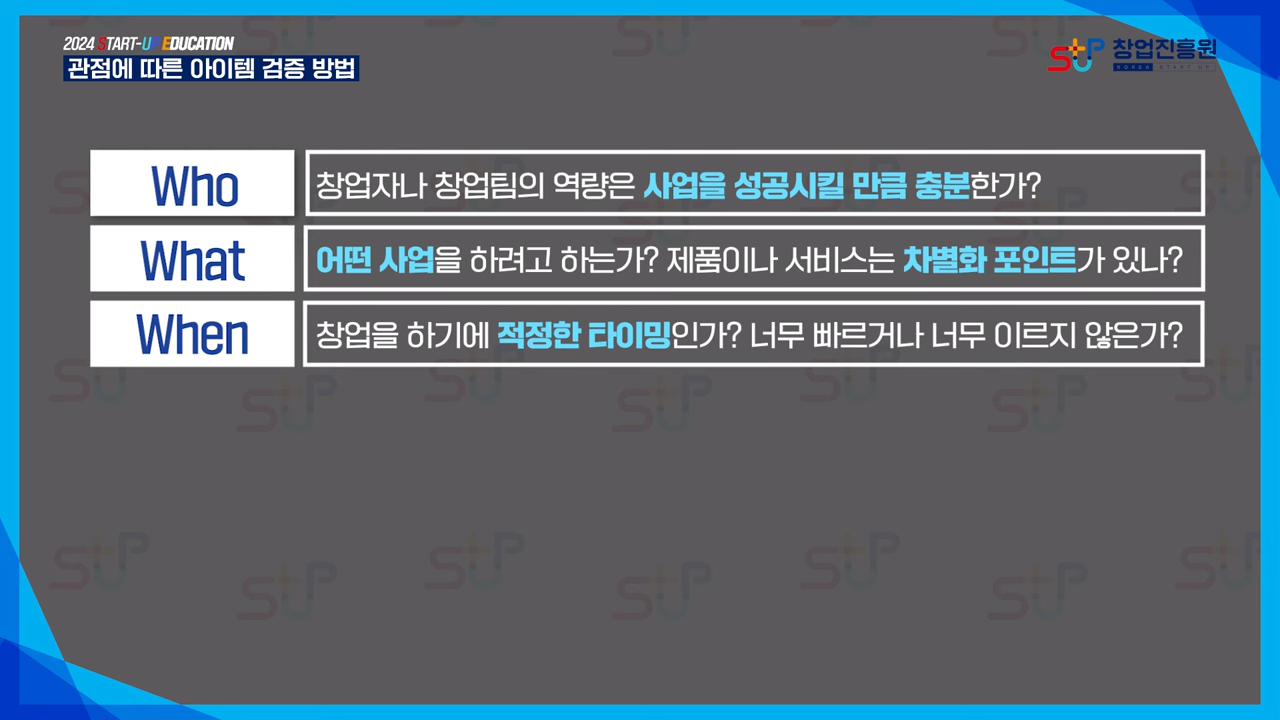 2024 START-UP EDUCATION
관점에 따른 아이템 검증 방법
STUP 창업진흥원
KOREA START UP
Who
창업자나 창업팀의 역량은 사업을 성공시킬 만큼 충분한가?
What
어떤 사업을 하려고 하는가? 제품이나 서비스는 차별화 포인트가 있나?
When
창업을 하기에 적정한 타이밍인가? 너무 빠르거나 너무 이르지 않은가?